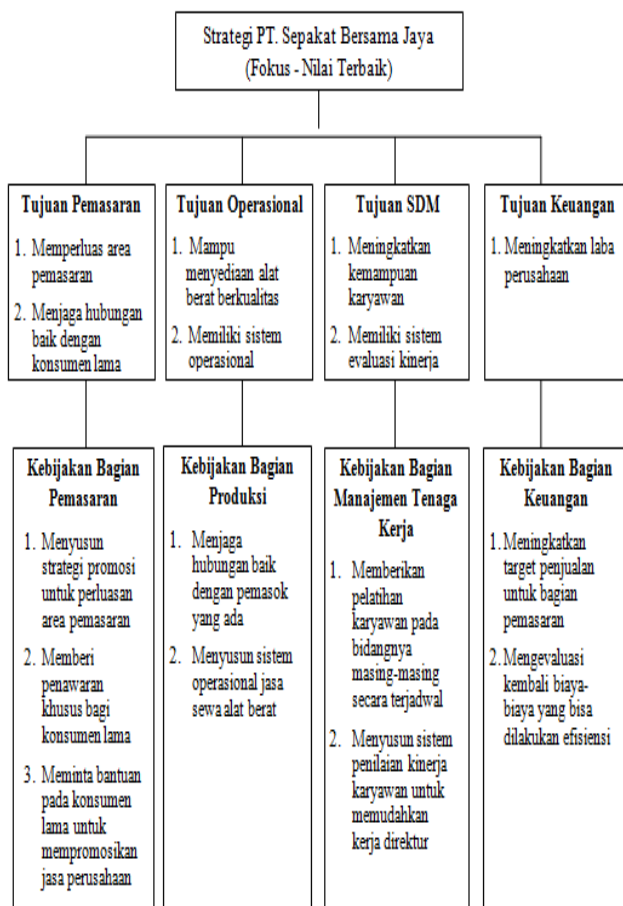 Strategi PT. Sepakat Bersama Jaya
(Fokus - Nilai Terbaik)
Tujuan Pemasaran
1. Memperluas area
pemasaran
2. Menjaga hubungan
baik dengan
konsumen lama
Tujuan Operasional
1. Mampu
menyediaan alat
berat berkualitas
2. Memiliki sistem
operasional
Tujuan SDM
1. Meningkatkan
kemampuan
karyawan
2. Memiliki sistem
evaluasi kinerja
Tujuan Keuangan
1. Meningkatkan laba
perusahaan
Kebijakan Bagian
Pemasaran
1. Menyusun
strategi promosi
untuk perluasan
area pemasaran
2. Memberi
penawaran
khusus bagi
konsumen lama
3. Meminta bantuan
pada konsumen
lama untuk
mempromosikan
jasa perusahaan
Kebijakan Bagian
Produksi
1. Menjaga
hubungan baik
dengan pemasok
yang ada
2. Menyusun sistem
operasional jasa
sewa alat berat
Kebijakan Bagian
Manajemen Tenaga
Kerja
1. Memberikan
pelatihan
karyawan pada
bidangnya
masing-masing
secara terjadwal
2. Menyusun sistem
penilaian kinerja
karyawan untuk
memudahkan
kerja direktur
Kebijakan Bagian
Keuangan
1. Meningkatkan
target penjualan
untuk bagian
pemasaran
2. Mengevaluasi
kembali biaya-
biaya yang bisa
dilakukan efisiensi